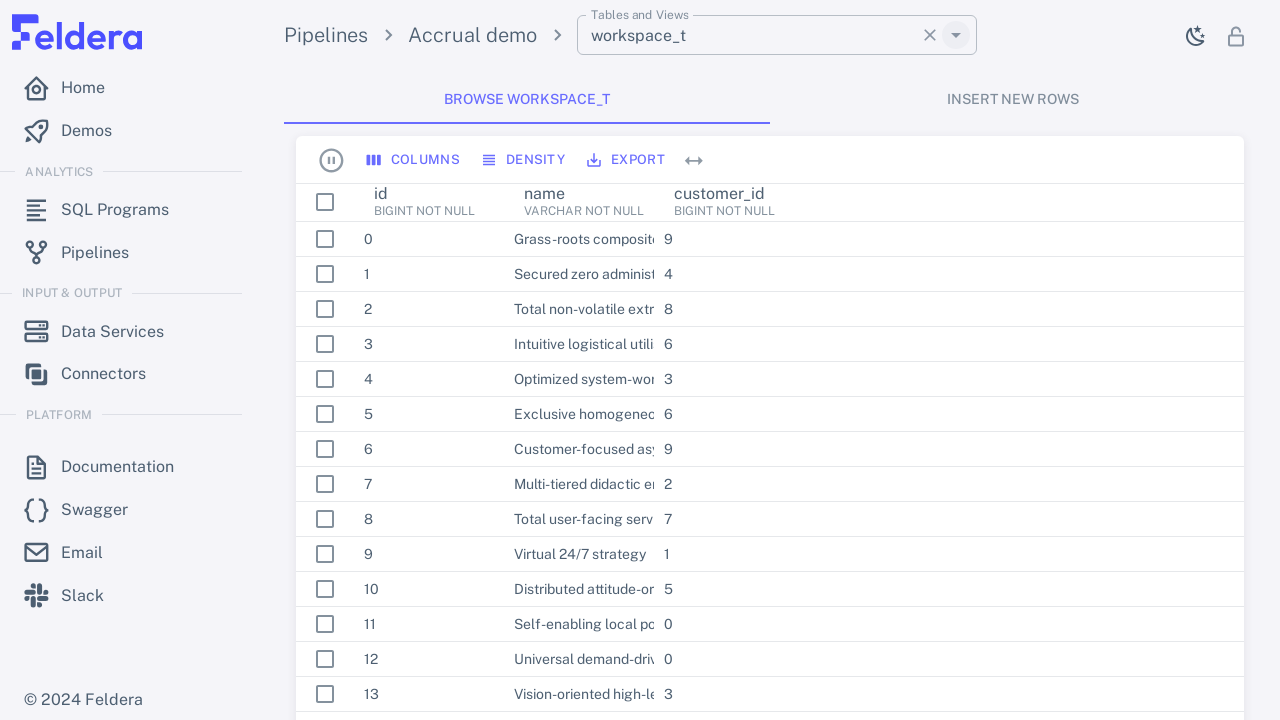 Feldera
Pipelines
Accrual demo
Tables and Views
workspace_t
Home
Demos
ANALYTICS
SQL Programs
Pipelines
INPUT & OUTPUT
Data Services
Connectors
PLATFORM
Documentation
Swagger
Email
Slack
© 2024 Feldera
BROWSE WORKSPACE_T
INSERT NEW ROWS
COLUMNS
DENSITY
EXPORT
id name customer_id
BIGINT NOT NULL VARCHAR NOT NULL BIGINT NOT NULL
0 Grass-roots composit 9
1 Secured zero adminis 4
2 Total non-volatile extr 8
3 Intuitive logistical utili 6
4 Optimized system-wor 3
5 Exclusive homogeneo 6
6 Customer-focused as 9
7 Multi-tiered didactic e 2
8 Total user-facing serv 7
9 Virtual 24/7 strategy 1
10 Distributed attitude-or 5
11 Self-enabling local po 0
12 Universal demand-driv 0
13 Vision-oriented high-le 3